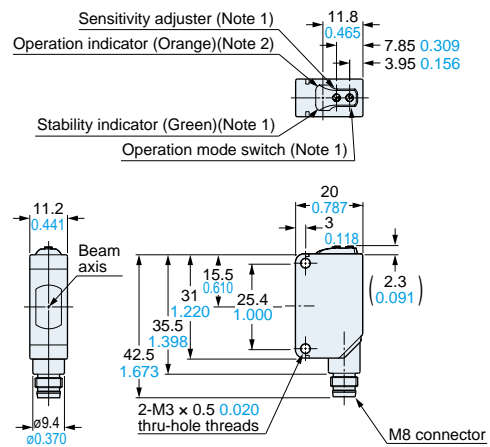 Sensitivity adjuster (Note 1)
Operation indicator (Orange)(Note 2)
11.8
0.465
7.85 0.309
3.95 0.156
Stability indicator (Green)(Note 1)
Operation mode switch (Note 1)
11.2
0.441
Beam
axis
20
0.787
3
0.118
2.3
0.091
15.5
0.610
25.4
1.000
31
1.220
35.5
1.398
42.5
1.673
ø9.4
ø0.370
2-M3 × 0.5 0.020
thru-hole threads
M8 connector